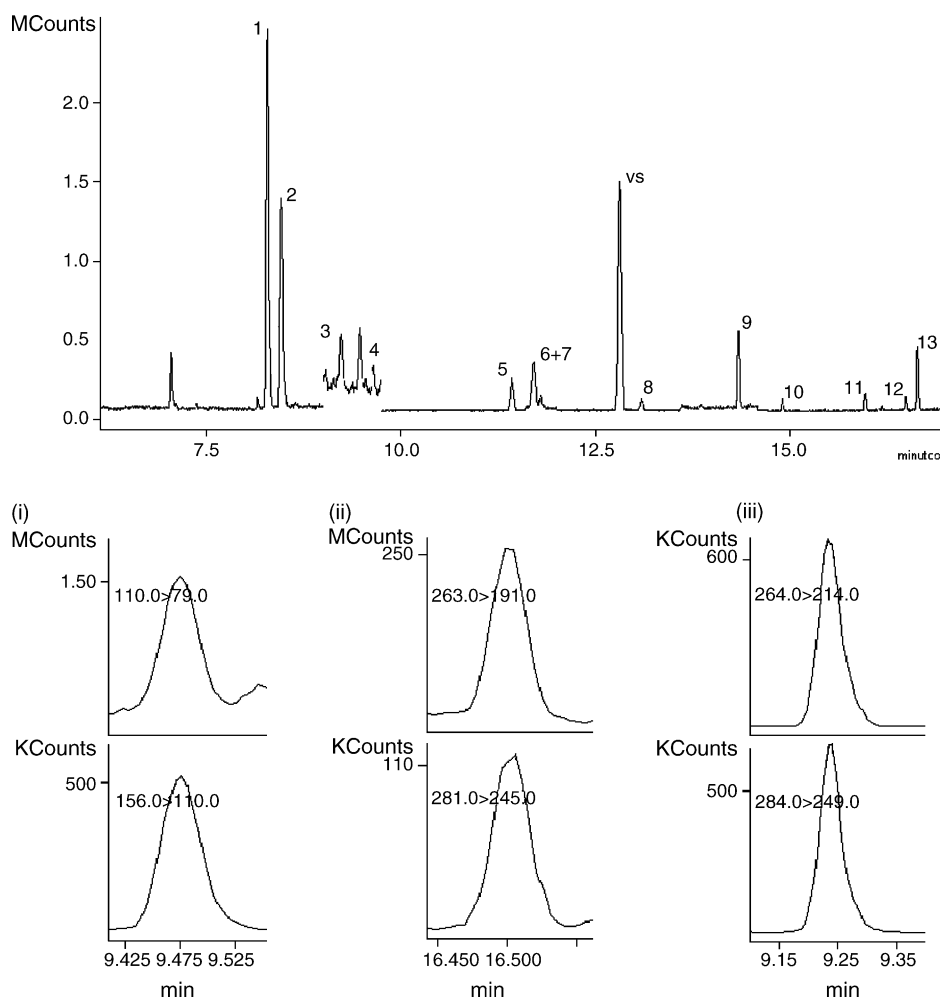 MCounts
1
2.0
1.5
2
vs
1.0
0.5
3
4
5
6+7
8
9
10
11
12
13
0.0
7.5 10.0 12.5 15.0
minutco
(i) (ii) (iii)
MCounts MCounts KCounts
1.50 250 600
110.0>79.0 263.0>191.0 264.0>214.0
KCounts KCounts KCounts
500 110 500
156.0>110.0 281.0>245.0 284.0>249.0
9.425 9.475 9.525 16.450 16.500 9.15 9.25 9.35
min min min